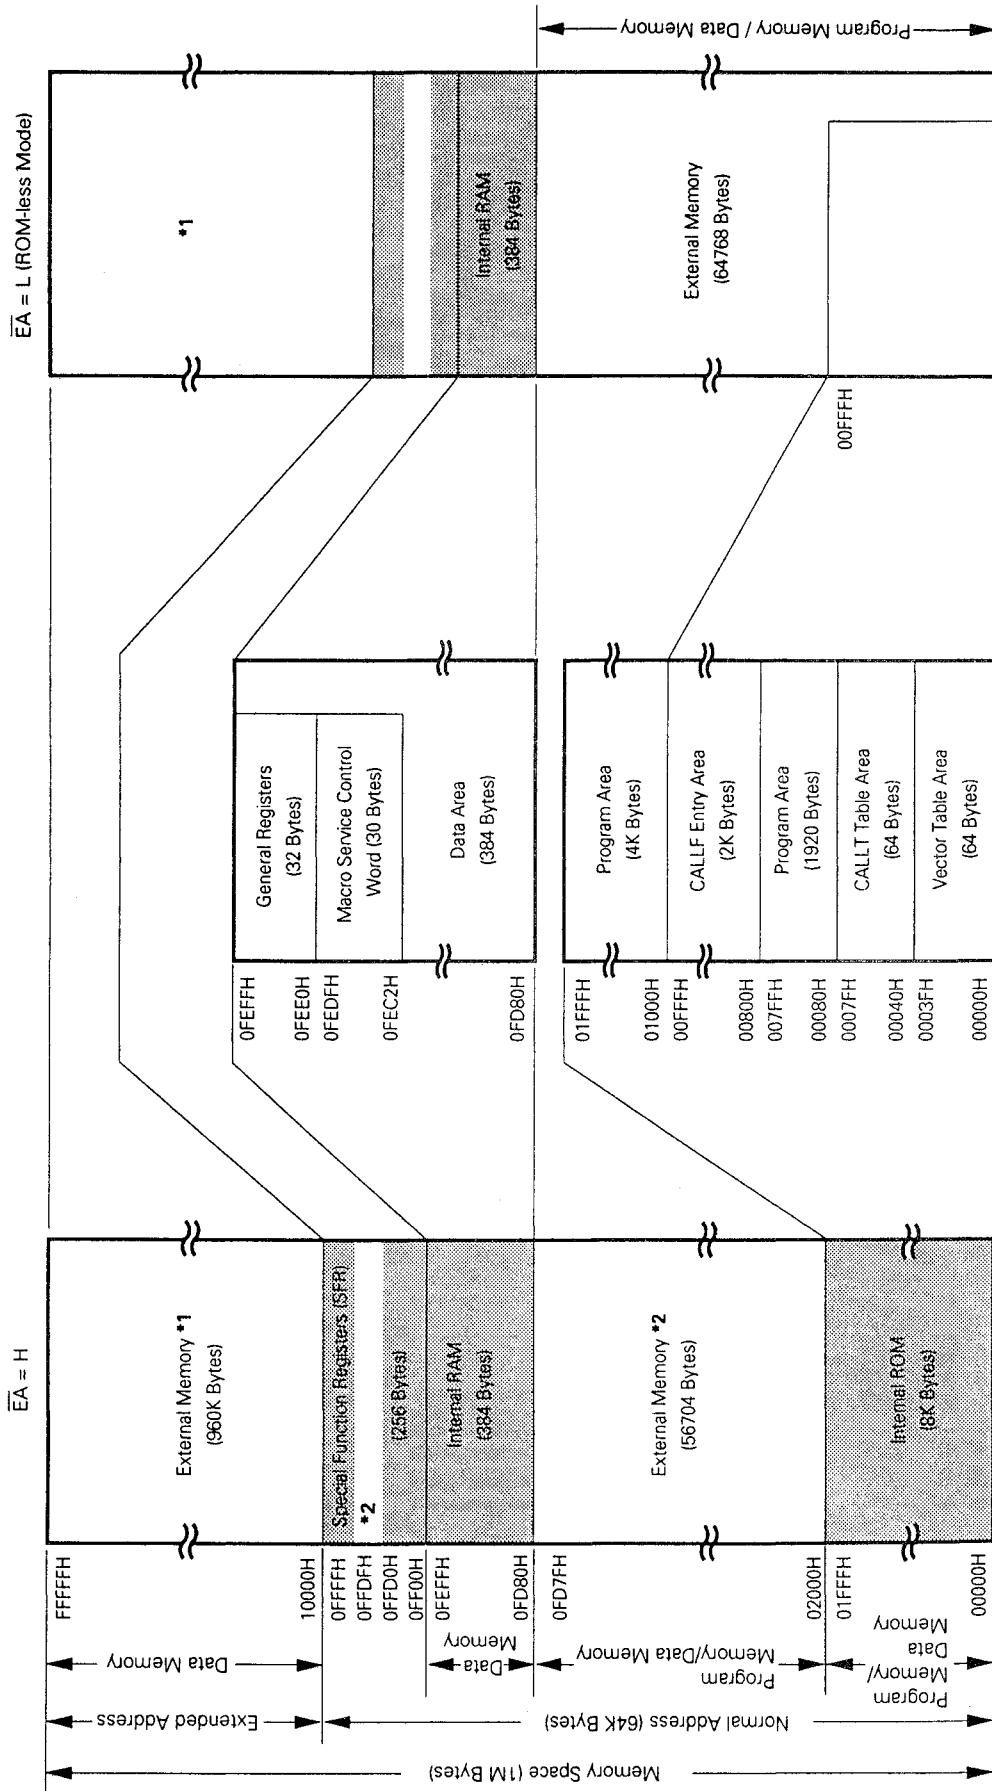 EA = H
EA = L (ROM-less Mode)
Memory Space (1M Bytes)
Extended Address
Normal Address (64K Bytes)
Data Memory
Data
Memory
Program
Memory/Data Memory
Program
Memory/
Data
Memory
FFFFFH
10000H
0FFFFH
0FFDFH
0FFD0H
0FF00H
0FEFFH
0FD80H
0FD7FH
02000H
01FFFH
00000H
External Memory *1
(960K Bytes)
Special Function Registers (SFR)
*2
(256 Bytes)
Internal RAM
(384 Bytes)
External Memory *2
(56704 Bytes)
Internal ROM
(8K Bytes)
0FEFFH
0FEE0H
0FEDFH
0FEC2H
0FD80H
General Registers
(32 Bytes)
Macro Service Control
Word (30 Bytes)
Data Area
(384 Bytes)
01FFFH
01000H
00FFFH
00800H
007FFH
00080H
0007FH
00040H
0003FH
00000H
Program Area
(4K Bytes)
CALLF Entry Area
(2K Bytes)
Program Area
(1920 Bytes)
CALLT Table Area
(64 Bytes)
Vector Table Area
(64 Bytes)
*1
Internal RAM
(384 Bytes)
External Memory
(64768 Bytes)
00FFFH
Program Memory / Data Memory